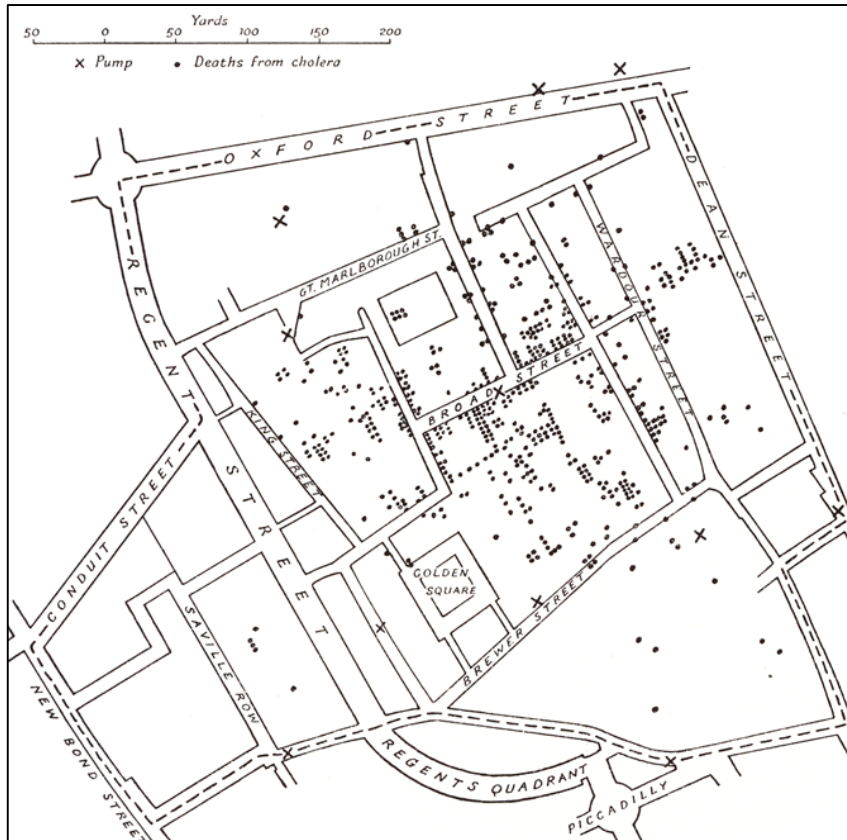 Yards
50 0 50 100 150 200
× Pump • Deaths from cholera
OXFORD STREET
REGENT STREET
DEAN STREET
WARDOUR STREET
GT. MARLBOROUGH ST.
BROAD STREET
KING STREET
CONDUIT STREET
GOLDEN
SQUARE
BREWER STREET
SAVILLE ROW
NEW BOND STREET
REGENTS QUADRANT
PICCADILLY